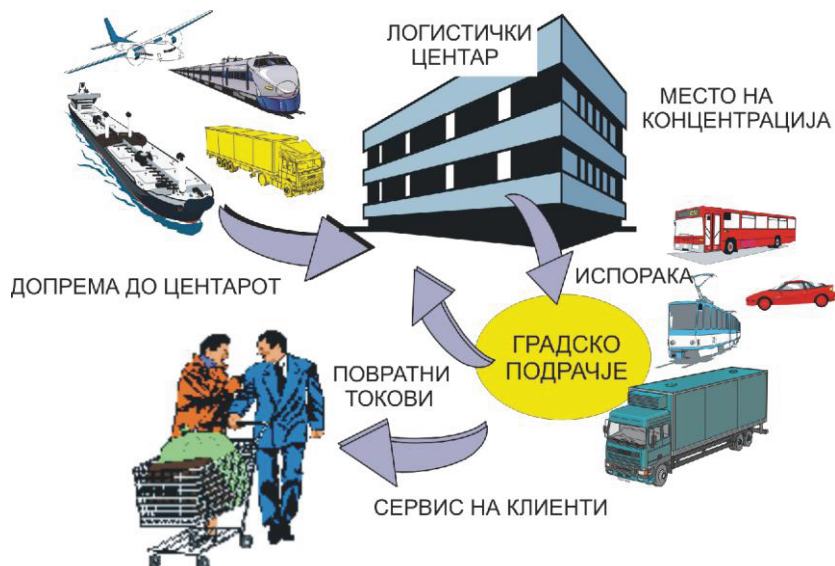 ЛОГИСТИЧКИ
ЦЕНТАР
МЕСТО НА
КОНЦЕНТРАЦИЈА
ДОПРЕМА ДО ЦЕНТАРОТ
ИСПОРАКА
ГРАДСКО
ПОДРАЧЈЕ
ПОВРАТНИ
ТОКОВИ
СЕРВИС НА КЛИЕНТИ